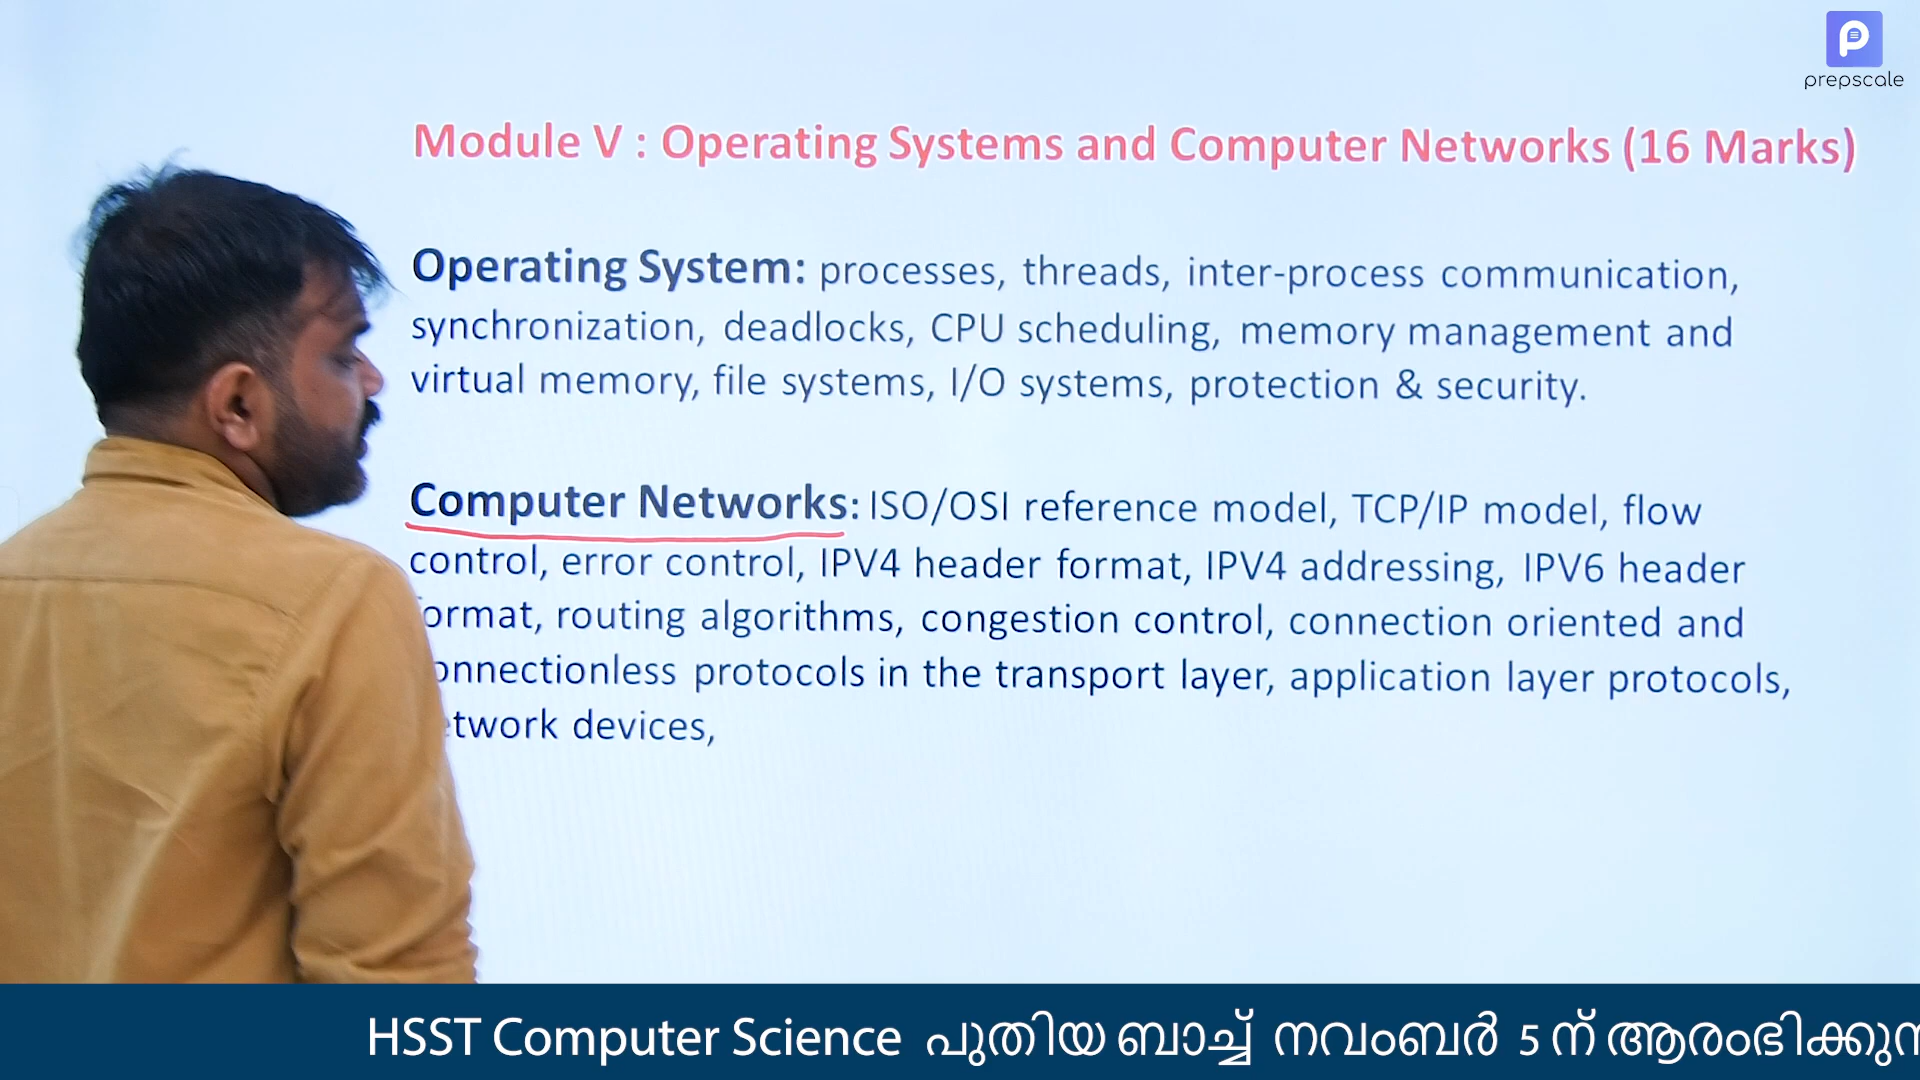 prepscale
Module V : Operating Systems and Computer Networks (16 Marks)
Operating System: processes, threads, inter-process communication,
synchronization, deadlocks, CPU scheduling, memory management and
virtual memory, file systems, I/O systems, protection & security.
Computer Networks: ISO/OSI reference model, TCP/IP model, flow
control, error control, IPV4 header format, IPV4 addressing, IPV6 header
ormat, routing algorithms, congestion control, connection oriented and
onnectionless protocols in the transport layer, application layer protocols,
etwork devices,
HSST Computer Science പുതിയ ബാച്ച് നവംബർ 5 ന്